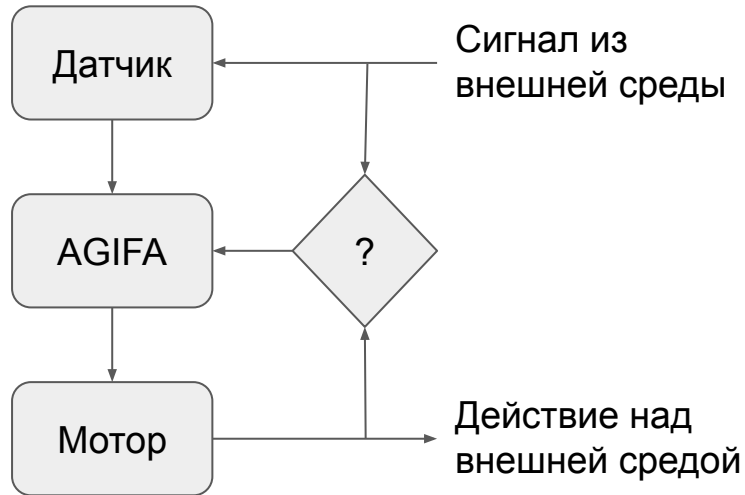 Датчик
Сигнал из
внешней среды
AGIFA
?
Мотор
Действие над
внешней средой